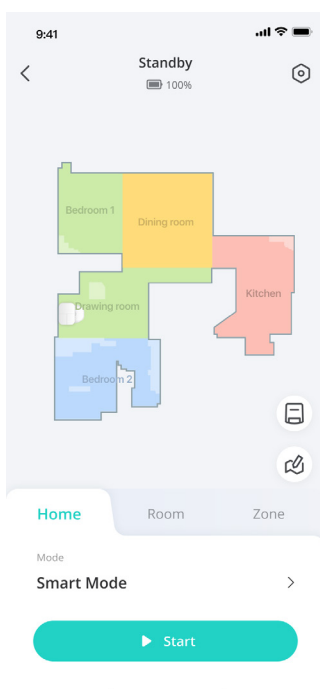 9:41
Standby
100%
Bedroom 1
Dining room
Kitchen
Drawing room
Bedroom 2
Home
Room
Zone
Mode
Smart Mode
Start